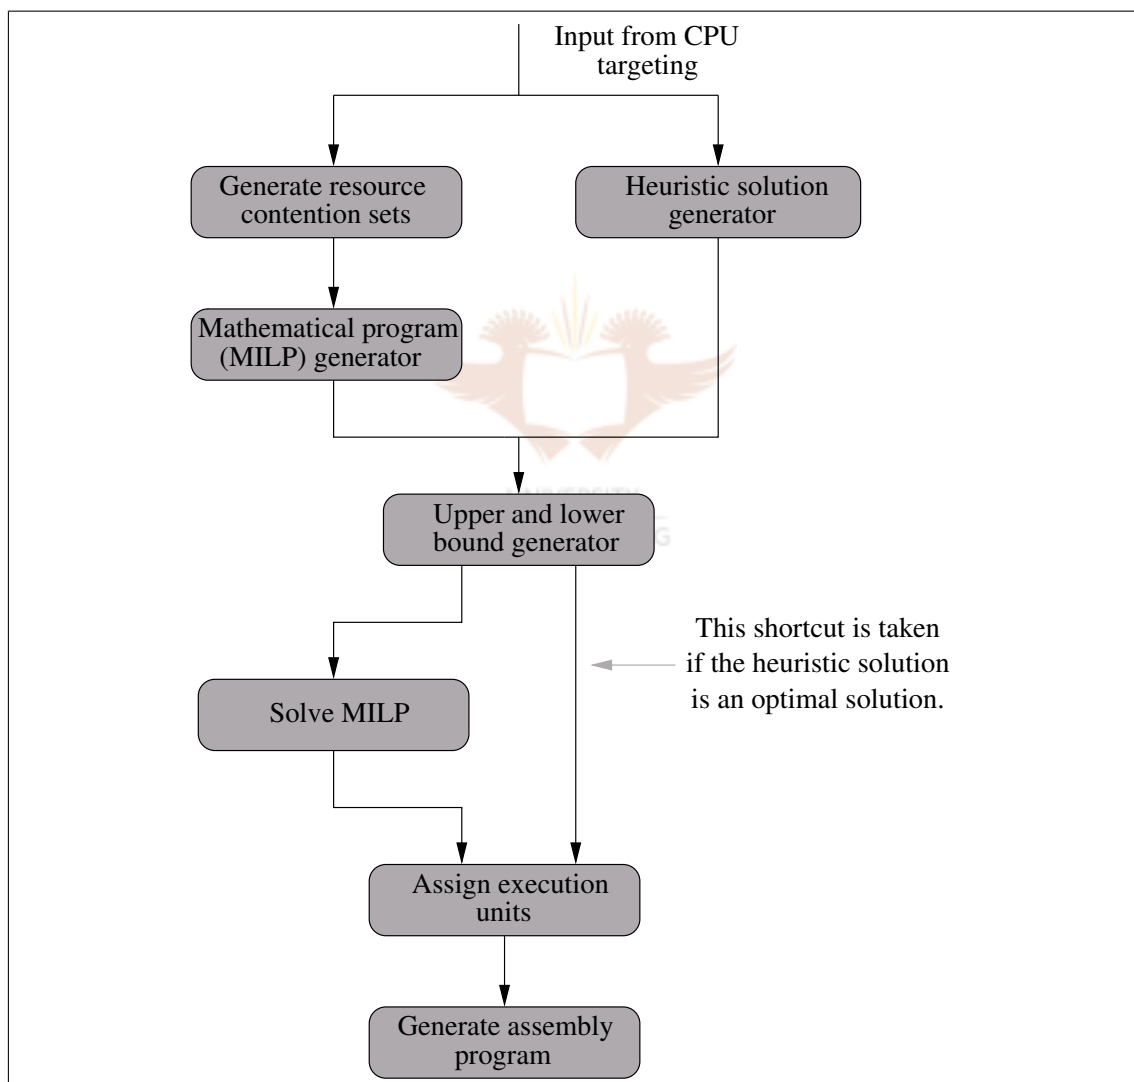 Input from CPU
targeting
Generate resource
contention sets
Heuristic solution
generator
Mathematical program
(MILP) generator
Upper and lower
bound generator
This shortcut is taken
if the heuristic solution
is an optimal solution.
Solve MILP
Assign execution
units
Generate assembly
program